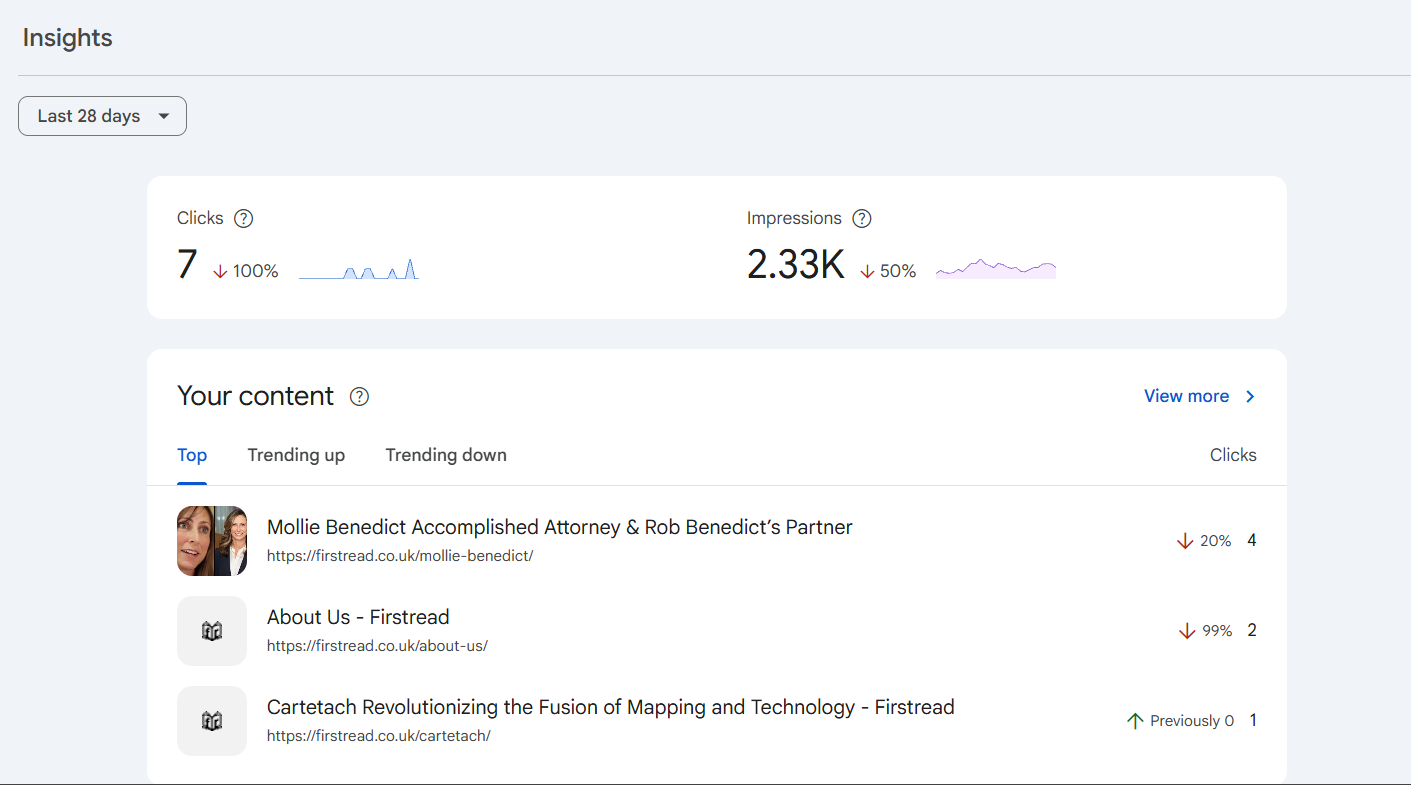 Insights
Last 28 days
Clicks
Impressions
7 100%
2.33K 50%
Your content
View more
Top Trending up Trending down Clicks
Mollie Benedict Accomplished Attorney & Rob Benedict's Partner
https://firstread.co.uk/mollie-benedict/
20% 4
About Us - Firstread
https://firstread.co.uk/about-us/
99% 2
Cartetach Revolutionizing the Fusion of Mapping and Technology - Firstread
https://firstread.co.uk/cartetach/
Previously 0 1